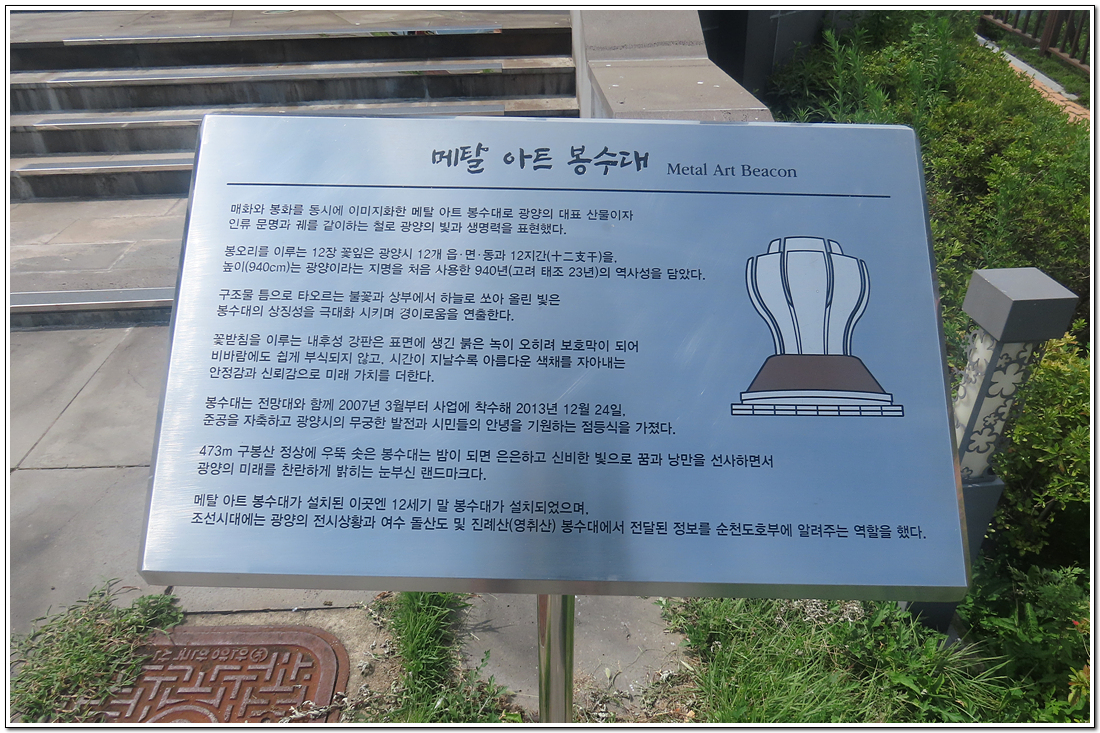 메탈 아트 봉수대 Metal Art Beacon
매화와 봉화를 동시에 이미지화한 메탈 아트 봉수대로 광양의 대표 산물이자
인류 문명과 궤를 같이하는 철로 광양의 빛과 생명력을 표현했다.
봉오리를 이루는 12장 꽃잎은 광양시 12개 읍·면·동과 12지간(十二支干)을,
높이(940cm)는 광양이라는 지명을 처음 사용한 940년(고려 태조 23년)의 역사성을 담았다.
구조물 틈으로 타오르는 불꽃과 상부에서 하늘로 쏘아 올린 빛은
봉수대의 상징성을 극대화 시키며 경이로움을 연출한다.
꽃받침을 이루는 내후성 강판은 표면에 생긴 붉은 녹이 오히려 보호막이 되어
비바람에도 쉽게 부식되지 않고, 시간이 지날수록 아름다운 색채를 자아내는
안정감과 신뢰감으로 미래 가치를 더한다.
봉수대는 전망대와 함께 2007년 3월부터 사업에 착수해 2013년 12월 24일,
준공을 자축하고 광양시의 무궁한 발전과 시민들의 안녕을 기원하는 점등식을 가졌다.
473m 구봉산 정상에 우뚝 솟은 봉수대는 밤이 되면 은은하고 신비한 빛으로 꿈과 낭만을 선사하면서
광양의 미래를 찬란하게 밝히는 눈부신 랜드마크다.
메탈 아트 봉수대가 설치된 이곳엔 12세기 말 봉수대가 설치되었으며,
조선시대에는 광양의 전시상황과 여수 돌산도 및 진례산(영취산) 봉수대에서 전달된 정보를 순천도호부에 알려주는 역할을 했다.